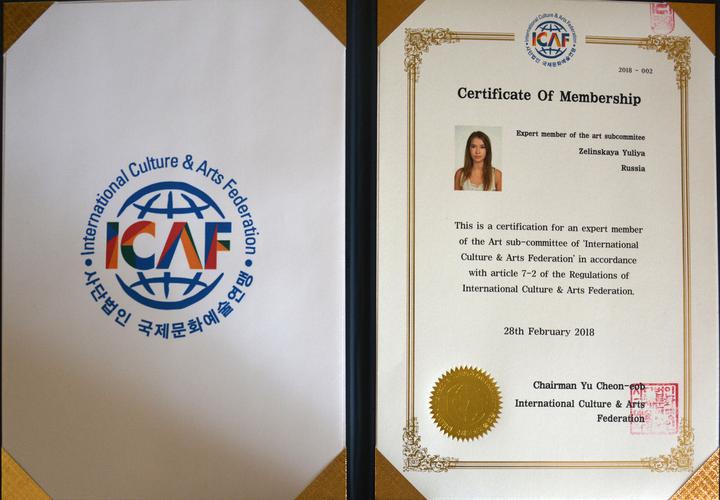 International Culture & Arts Federation
ICAF
사단법인 국제문화예술연맹
International Culture & Arts Federation
ICAF
사단법인 국제문화예술연맹
2018 - 002
Certificate Of Membership
Expert member of the art subcommitee
Zelinskaya Yuliya
Russia
This is a certification for an expert member
of the Art sub-committee of 'International
Culture & Arts Federation' in accordance
with article 7-2 of the Regulations of
International Culture & Arts Federation.
28th February 2018
Chairman Yu Cheon-eob
International Culture & Arts
Federation